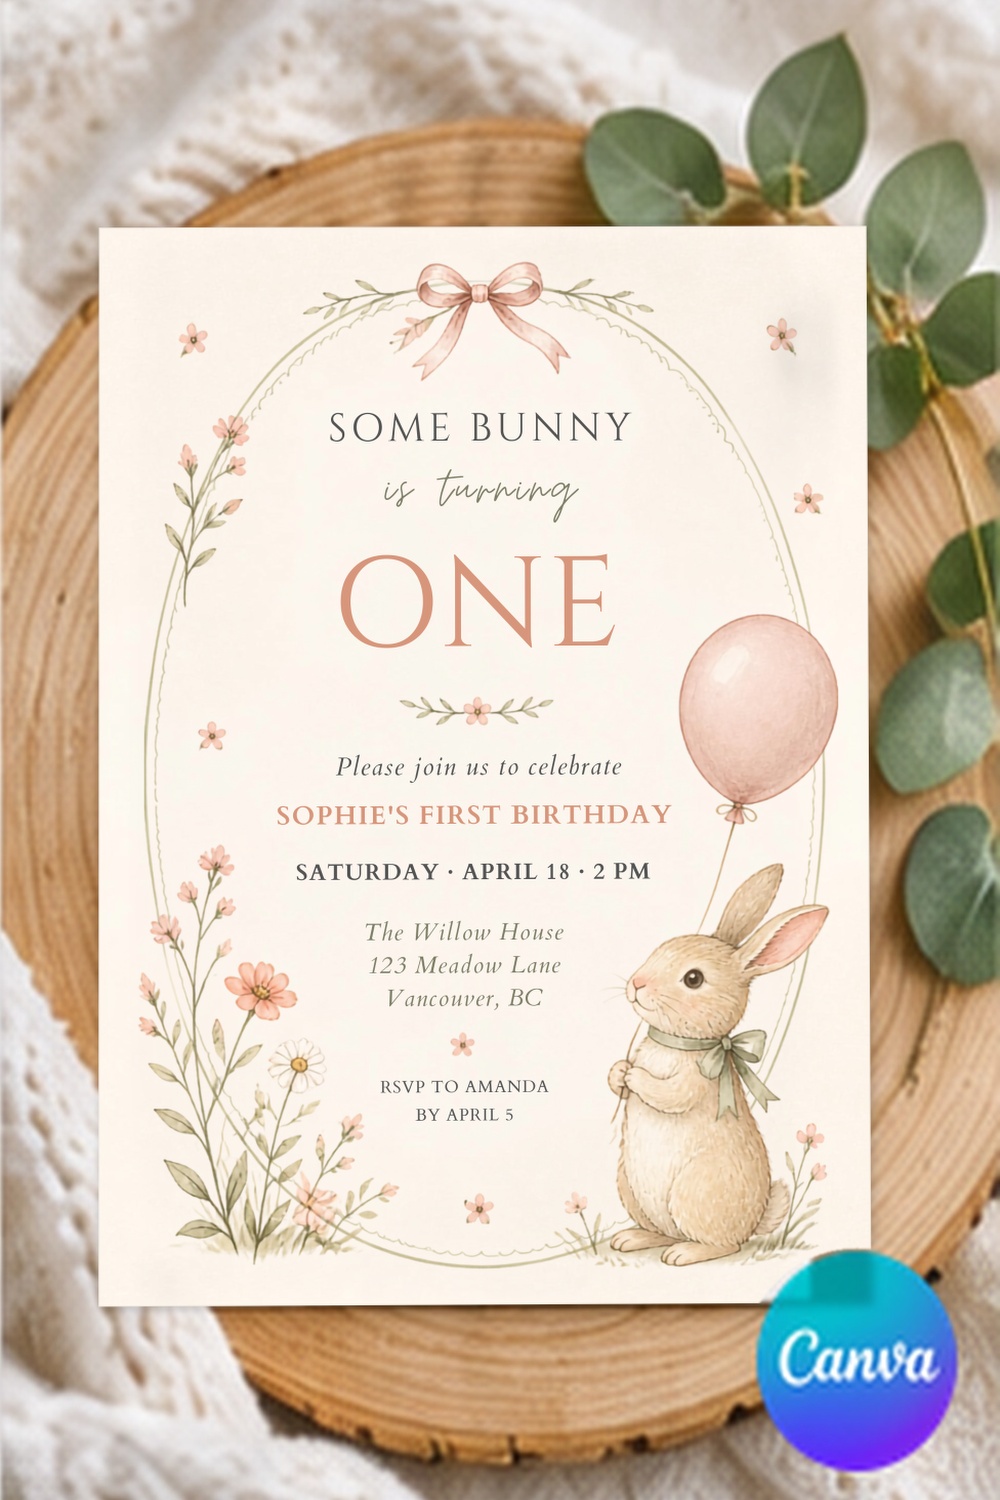 SOME BUNNY
is turning
ONE
Please join us to celebrate
SOPHIE'S FIRST BIRTHDAY
SATURDAY · APRIL 18 · 2 PM
The Willow House
123 Meadow Lane
Vancouver, BC
RSVP TO AMANDA
BY APRIL 5
Canva